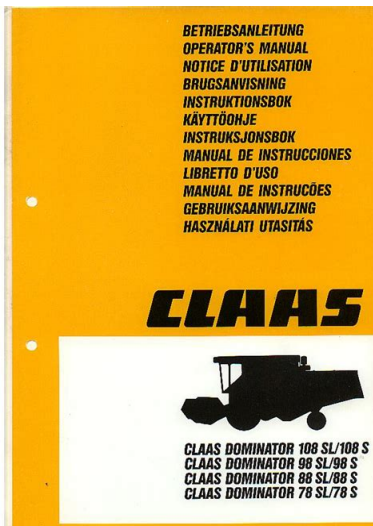 BETRIEBSANLEITUNG
OPERATOR'S MANUAL
NOTICE D'UTILISATION
BRUGSANVISNING
INSTRUKTIONSBOK
KÄYTTÖOHJE
INSTRUKSJONSBOK
MANUAL DE INSTRUCCIONES
LIBRETTO D'USO
MANUAL DE INSTRUCÕES
GEBRUIKSAANWIJZING
HASZNÁLATI UTASITÁS
CLAAS
CLAAS DOMINATOR 108 SL/108 S
CLAAS DOMINATOR 98 SL/98 S
CLAAS DOMINATOR 88 SL/88 S
CLAAS DOMINATOR 78 SL/78 S